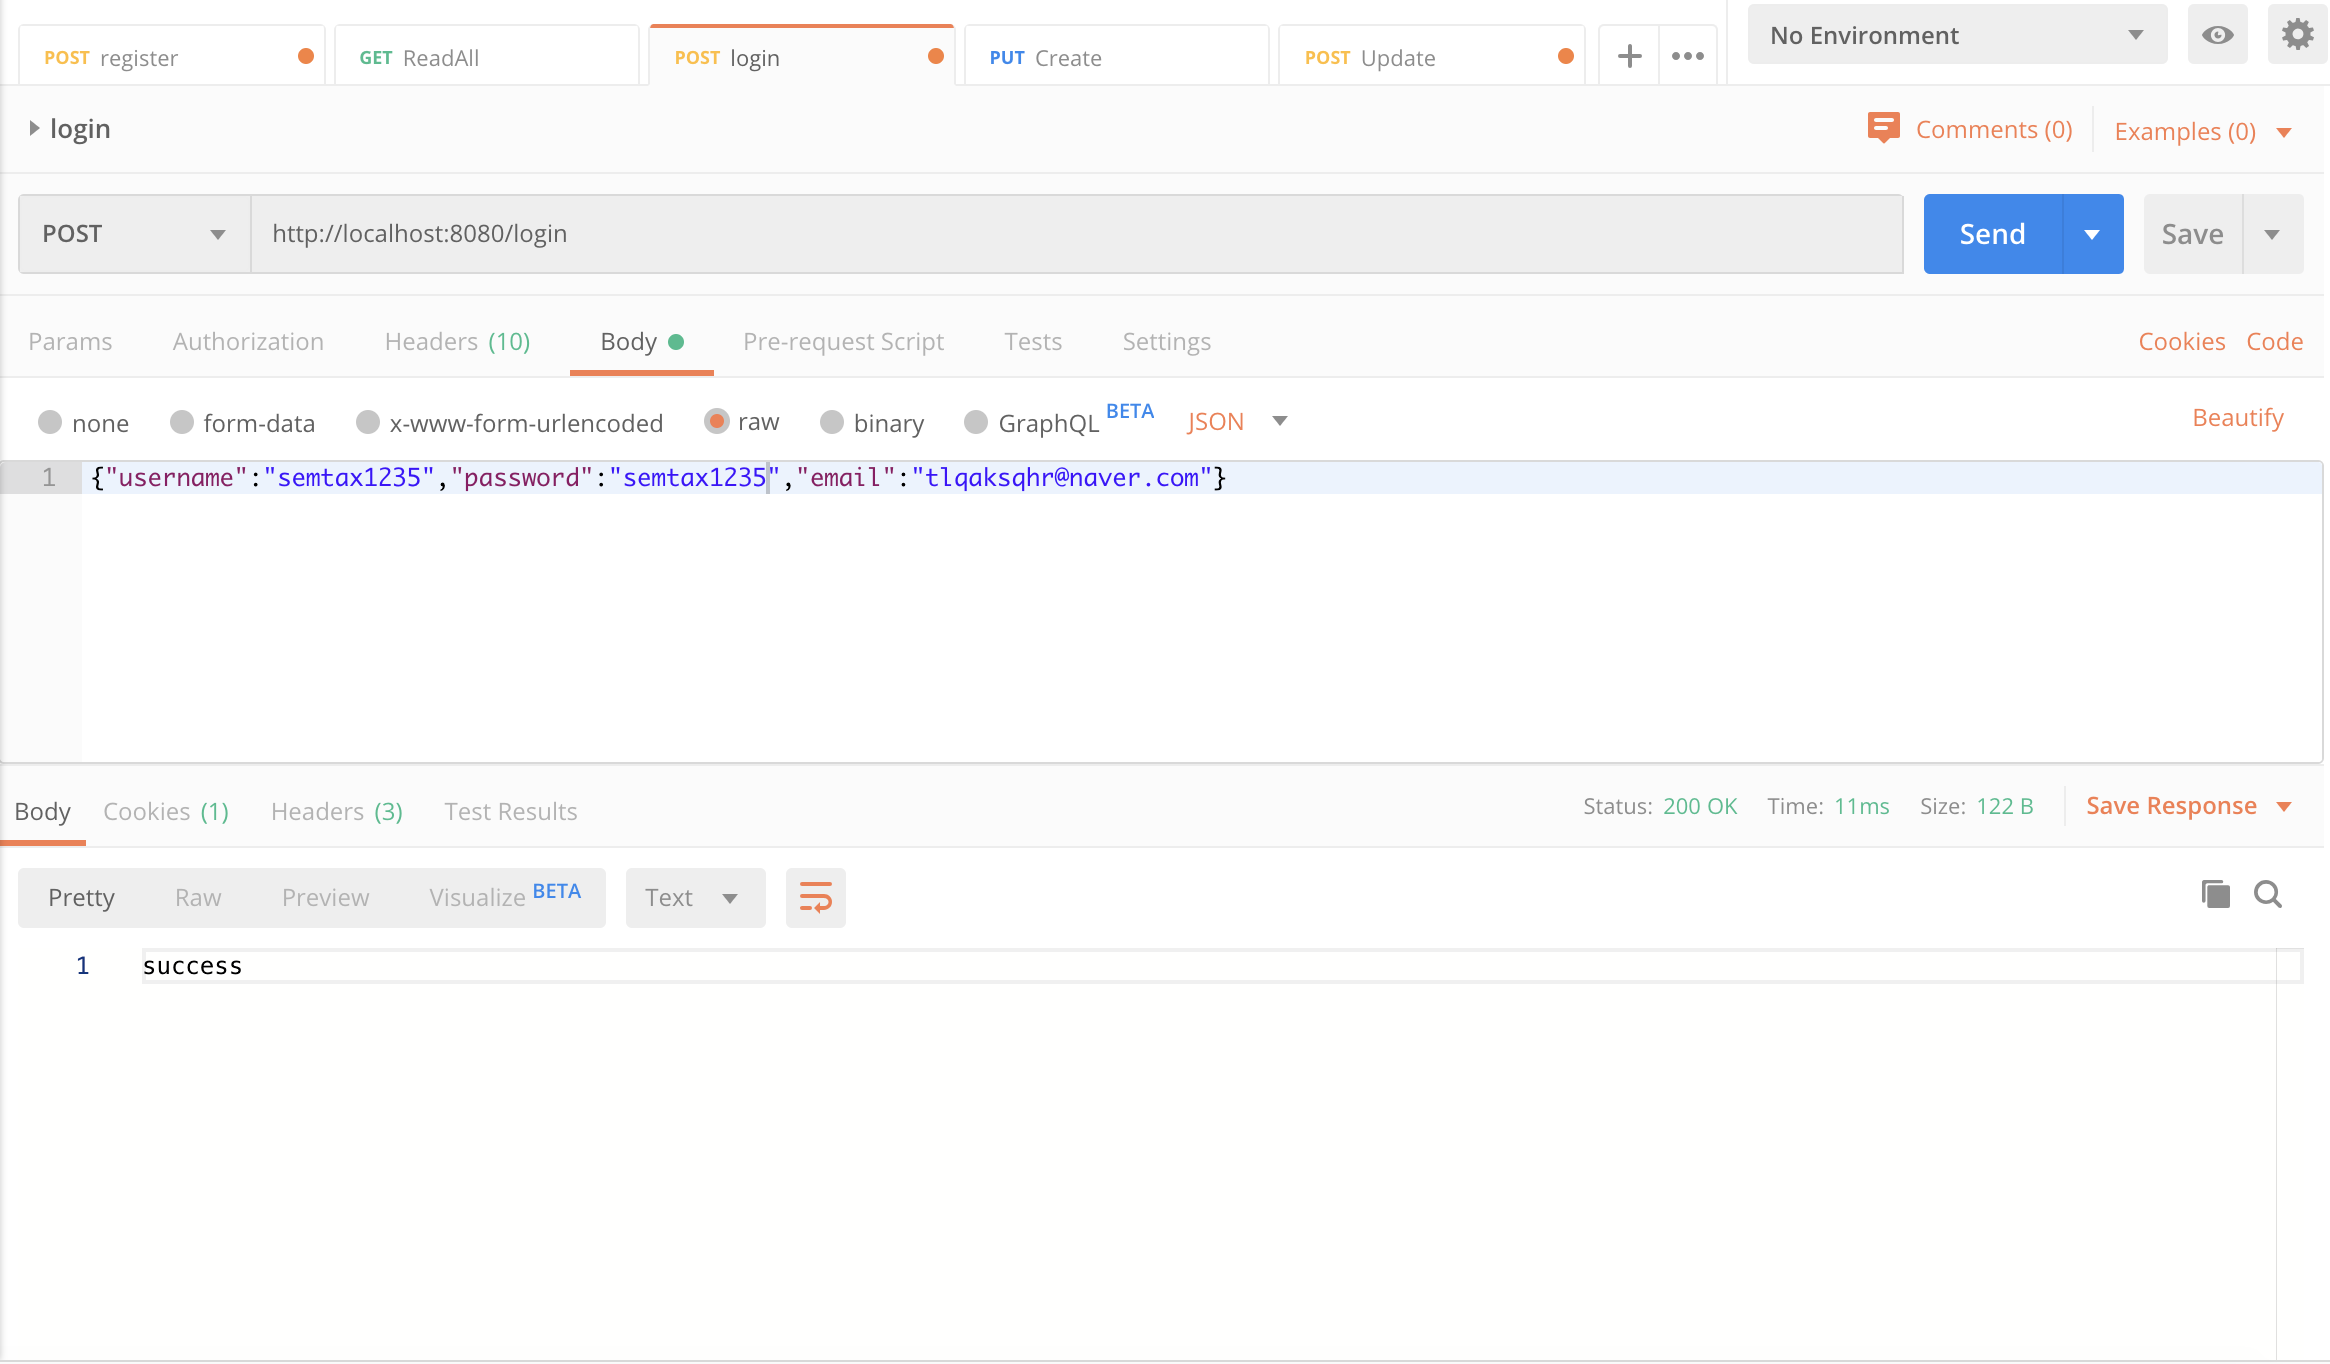 POST register GET ReadAll POST login PUT Create POST Update No Environment
login Comments (0) Examples (0)
POST http://localhost:8080/login Send Save
Params Authorization Headers (10) Body Pre-request Script Tests Settings Cookies Code
none form-data x-www-form-urlencoded raw binary GraphQL BETA JSON Beautify
1 {"username":"semtax1235","password":"semtax1235","email":"tlqaksqhr@naver.com"}
Body Cookies (1) Headers (3) Test Results Status: 200 OK Time: 11ms Size: 122 B Save Response
Pretty Raw Preview Visualize BETA Text
1 success